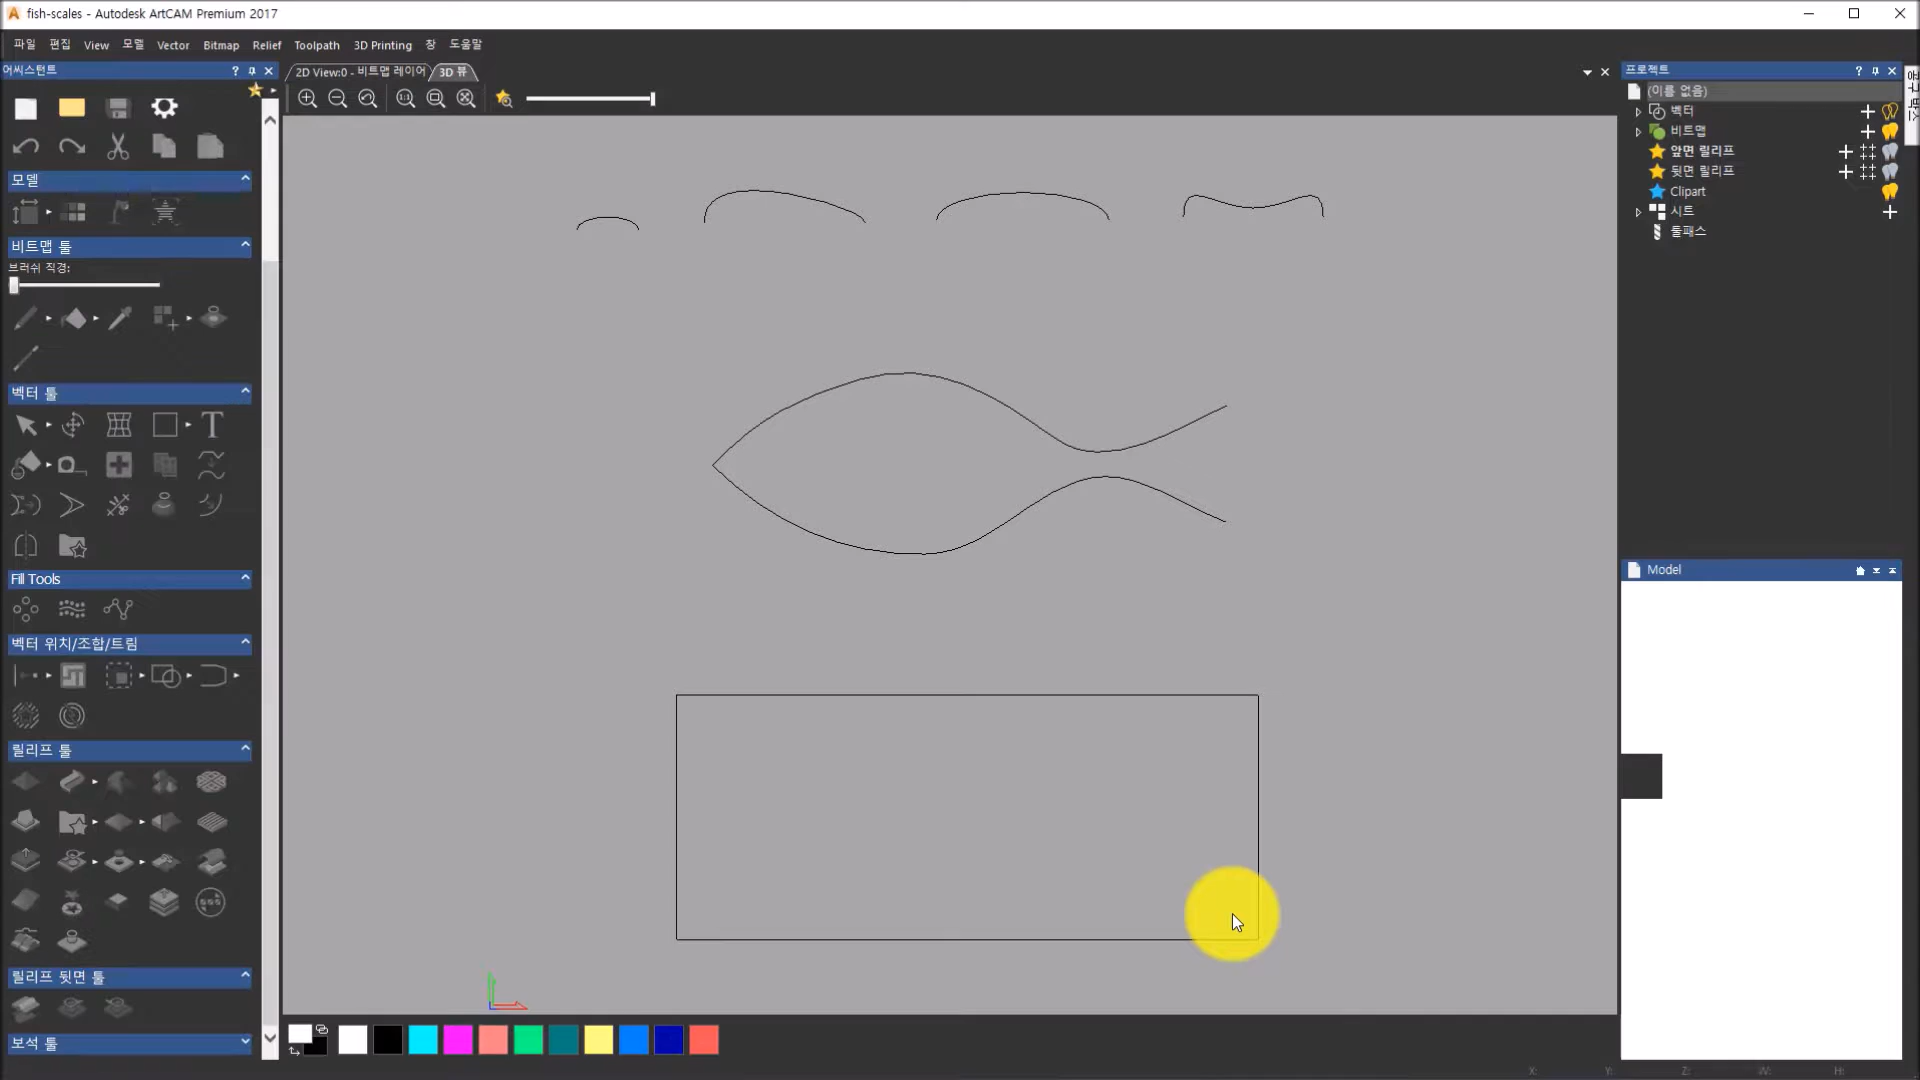 fish-scales - Autodesk ArtCAM Premium 2017
파일 편집 View 모델 Vector Bitmap Relief Toolpath 3D Printing 창 도움말
어씨스턴트
2D View:0 - 비트맵 레이어
3D 뷰
프로젝트
(이름 없음)
벡터
비트맵
앞면 릴리프
뒷면 릴리프
Clipart
시트
툴패스
모델
비트맵 툴
브러쉬 직경:
벡터 툴
Fill Tools
벡터 위치/조합/트림
릴리프 툴
릴리프 뒷면 툴
보석 툴
Model
X: Y: Z: W: H: